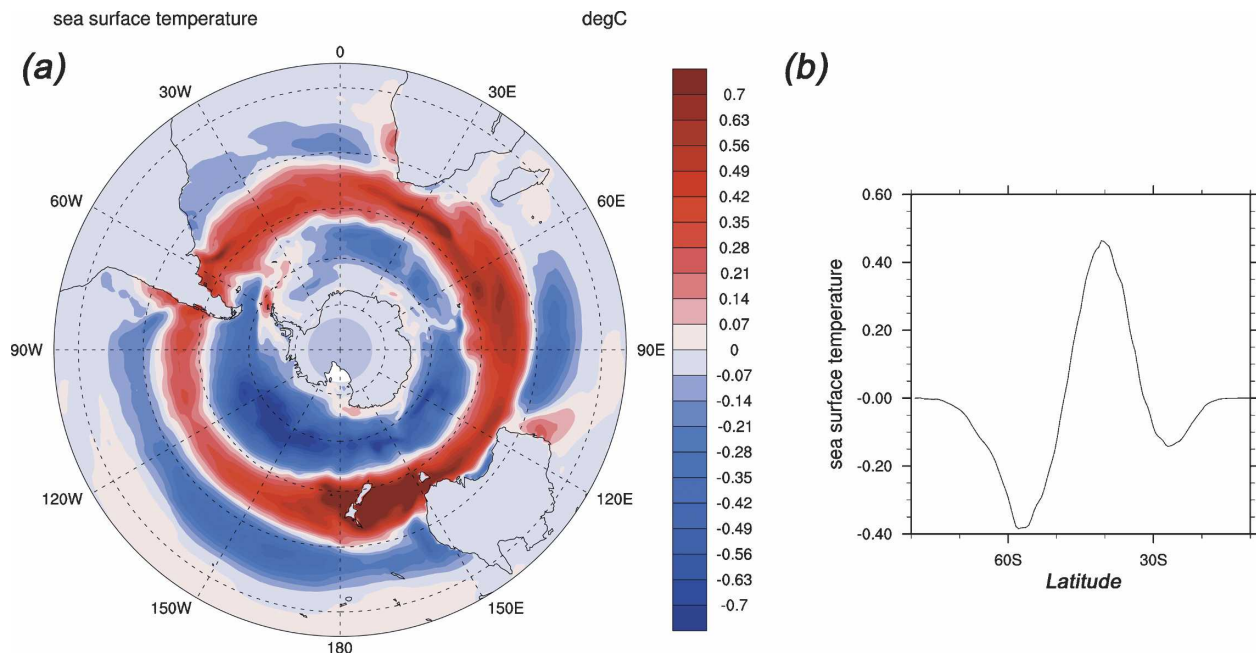 sea surface temperature degC
(a)
(b)
0
30E
60E
90E
120E
150E
180
150W
120W
90W
60W
30W
0.7
0.63
0.56
0.49
0.42
0.35
0.28
0.21
0.14
0.07
0
-0.07
-0.14
-0.21
-0.28
-0.35
-0.42
-0.49
-0.56
-0.63
-0.7
sea surface temperature
0.60
0.40
0.20
-0.00
-0.20
-0.40
60S 30S
Latitude